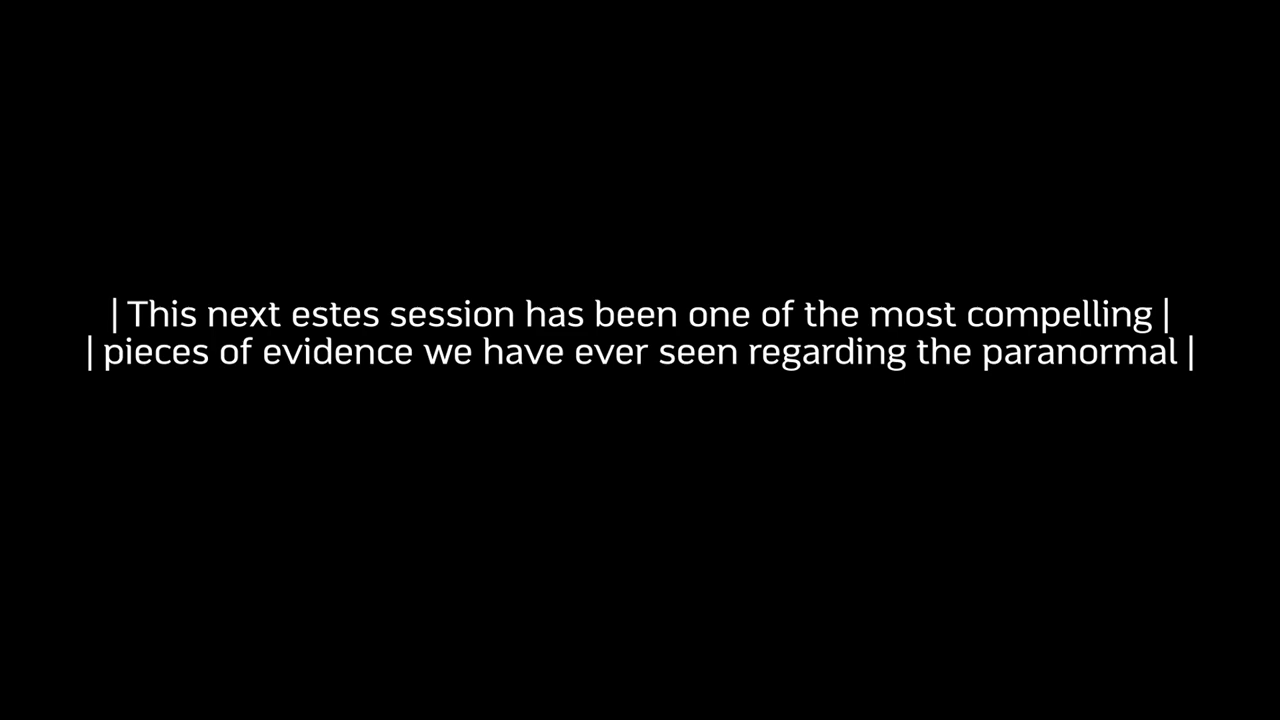 | This next estes session has been one of the most compelling |
| pieces of evidence we have ever seen regarding the paranormal |